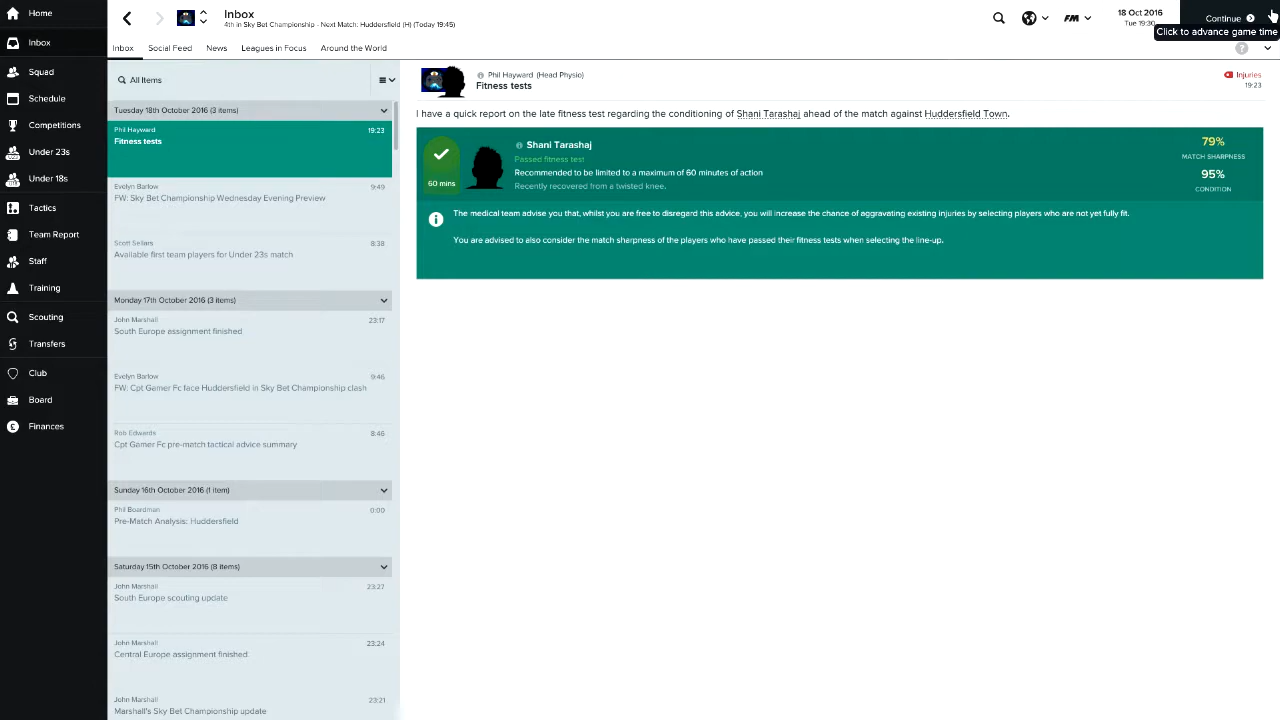 Home
Inbox
Squad
Schedule
Competitions
Under 23s
Under 18s
Tactics
Team Report
Staff
Training
Scouting
Transfers
Club
Board
Finances
Inbox
4th in Sky Bet Championship - Next Match: Huddersfield (H) (Today 19:45)
FM
18 Oct 2016
Tue 19:30
Continue
Click to advance game time
Inbox Social Feed News Leagues in Focus Around the World
All Items
Tuesday 18th October 2016 (3 items)
Phil Hayward 19:23
Fitness tests
Evelyn Barlow 9:49
FW: Sky Bet Championship Wednesday Evening Preview
Scott Sellars 8:38
Available first team players for Under 23s match
Monday 17th October 2016 (3 items)
John Marshall 23:17
South Europe assignment finished
Evelyn Barlow 9:46
FW: Cpt Gamer Fc face Huddersfield in Sky Bet Championship clash
Rob Edwards 8:46
Cpt Gamer Fc pre-match tactical advice summary
Sunday 16th October 2016 (1 item)
Phil Boardman 0:00
Pre-Match Analysis: Huddersfield
Saturday 15th October 2016 (8 items)
John Marshall 23:27
South Europe scouting update
John Marshall 23:24
Central Europe assignment finished
John Marshall 23:21
Marshall's Sky Bet Championship update
Phil Hayward (Head Physio)
Fitness tests
Injuries
19:23
I have a quick report on the late fitness test regarding the conditioning of Shani Tarashaj ahead of the match against Huddersfield Town.
60 mins
Shani Tarashaj
Passed fitness test
Recommended to be limited to a maximum of 60 minutes of action
Recently recovered from a twisted knee.
79%
MATCH SHARPNESS
95%
CONDITION
The medical team advise you that, whilst you are free to disregard this advice, you will increase the chance of aggravating existing injuries by selecting players who are not yet fully fit.
You are advised to also consider the match sharpness of the players who have passed their fitness tests when selecting the line-up.